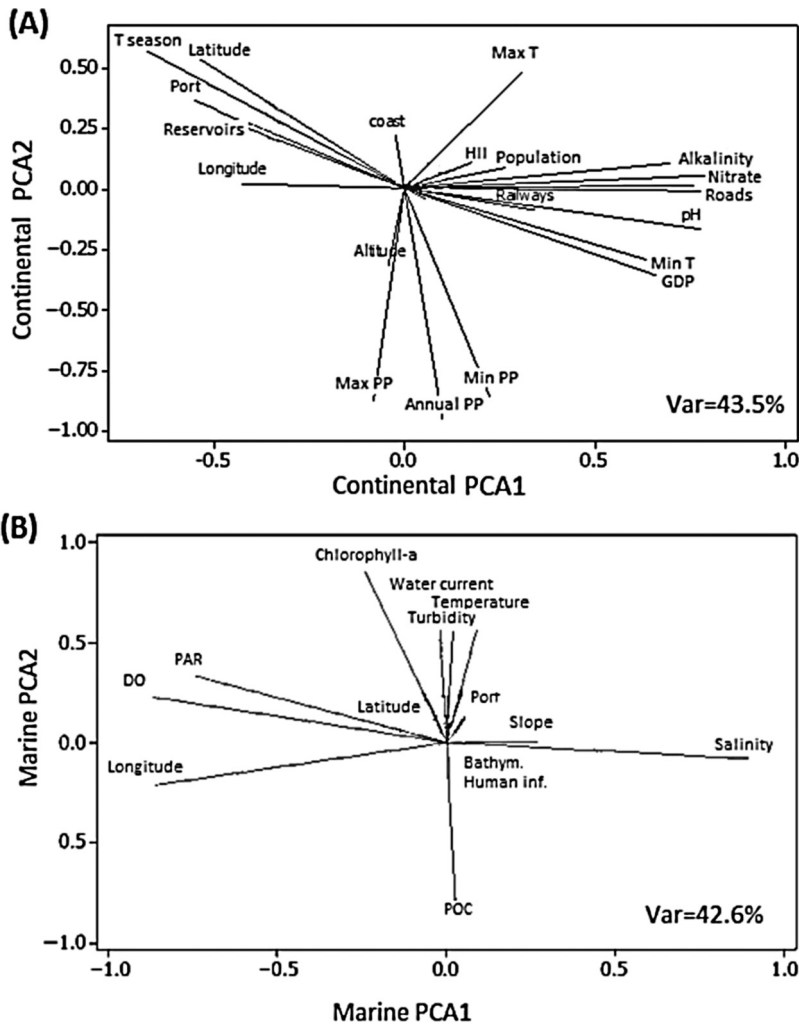 (A)
T season
Latitude
Max T
Port
coast
Reservoirs
HII
Population
Alkalinity
Longitude
Nitrate
Ralways
Roads
pH
Altitude
Min T
GDP
Max PP
Min PP
Annual PP
Var=43.5%
0.50
0.25
0.00
−0.25
−0.50
−0.75
−1.00
Continental PCA2
-0.5
0.0
0.5
1.0
Continental PCA1
(B)
Chlorophyll-a
Water current
Temperature
Turbidity
PAR
DO
Latitude
Port
Slope
Salinity
Longitude
Bathym.
Human inf.
POC
Var=42.6%
1.0
0.5
0.0
0.5
−1.0
Marine PCA2
−1.0
−0.5
0.0
0.5
1.0
Marine PCA1